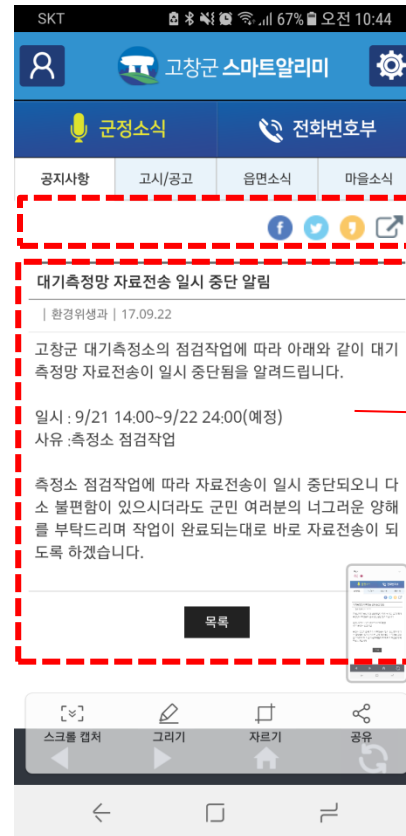 SKT 67% 오전 10:44
고창군 스마트알리미
군정소식 전화번호부
공지사항 고시/공고 읍면소식 마을소식
대기측정망 자료전송 일시 중단 알림
| 환경위생과 | 17.09.22
고창군 대기측정소의 점검작업에 따라 아래와 같이 대기
측정망 자료전송이 일시 중단됨을 알려드립니다.
일시 : 9/21 14:00~9/22 24:00(예정)
사유 :측정소 점검작업
측정소 점검작업에 따라 자료전송이 일시 중단되오니 다
소 불편함이 있으시더라도 군민 여러분의 너그러운 양해
를 부탁드리며 작업이 완료되는대로 바로 자료전송이 되
도록 하겠습니다.
목록
스크롤 캡처 그리기 자르기 공유